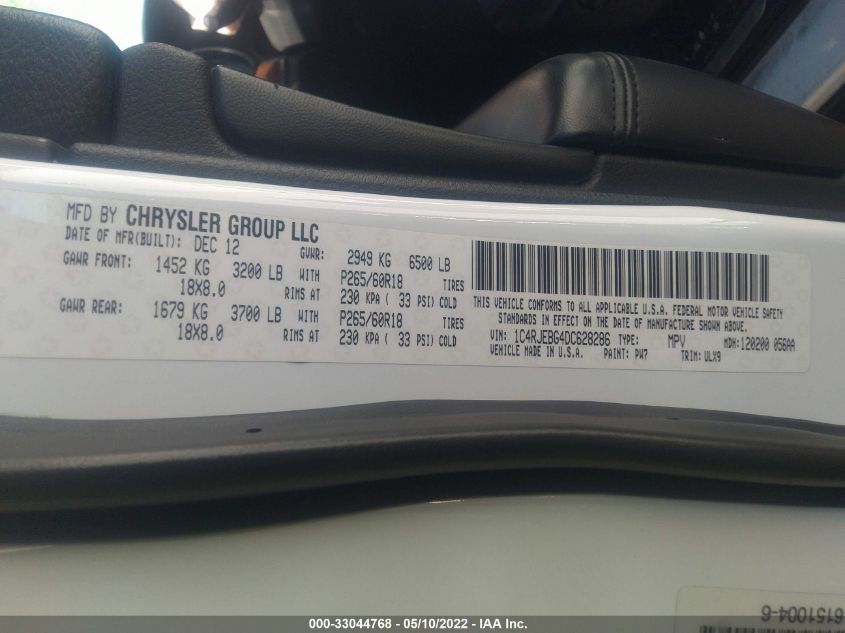 MFD BY CHRYSLER GROUP LLC
DATE OF MFR(BUILT): DEC 12 GVWR: 2949 KG 6500 LB
GAWR FRONT: 1452 KG 3200 LB WITH P265/60R18 TIRES
18X8.0 RIMS AT 230 KPA ( 33 PSI) COLD
GAWR REAR: 1679 KG 3700 LB WITH P265/60R18 TIRES
18X8.0 RIMS AT 230 KPA ( 33 PSI) COLD
THIS VEHICLE CONFORMS TO ALL APPLICABLE U.S.A. FEDERAL MOTOR VEHICLE SAFETY
STANDARDS IN EFFECT ON THE DATE OF MANUFACTURE SHOWN ABOVE.
VIN: 1C4RJEBG4DC628286 TYPE: MPV MDH: 120200 056AA
VEHICLE MADE IN U.S.A. PAINT: PW7 TRIM: ULX9
6151004-6
000-33044768 - 05/10/2022 - IAA Inc.